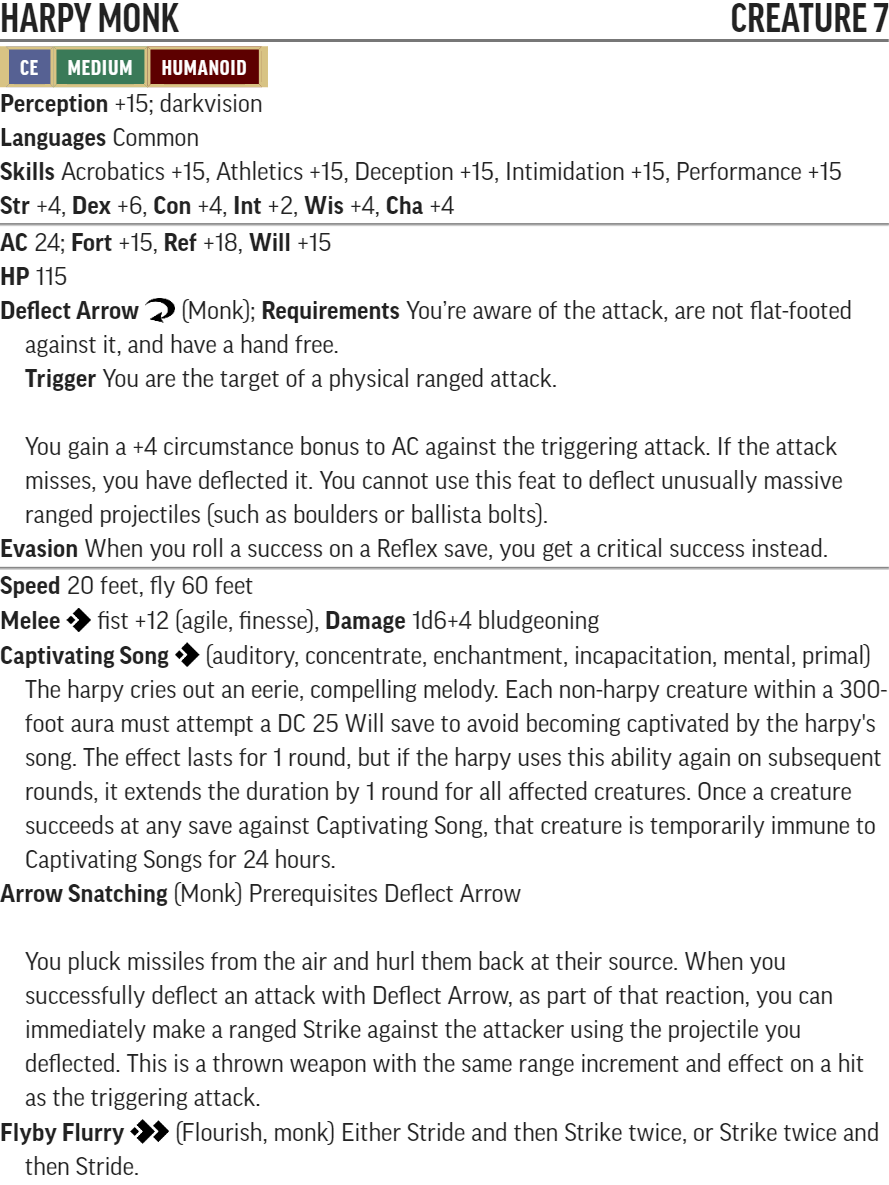 HARPY MONK CREATURE 7
CE MEDIUM HUMANOID
Perception +15; darkvision
Languages Common
Skills Acrobatics +15, Athletics +15, Deception +15, Intimidation +15, Performance +15
Str +4, Dex +6, Con +4, Int +2, Wis +4, Cha +4
AC 24; Fort +15, Ref +18, Will +15
HP 115
Deflect Arrow (Monk); Requirements You're aware of the attack, are not flat-footed
against it, and have a hand free.
Trigger You are the target of a physical ranged attack.
You gain a +4 circumstance bonus to AC against the triggering attack. If the attack
misses, you have deflected it. You cannot use this feat to deflect unusually massive
ranged projectiles (such as boulders or ballista bolts).
Evasion When you roll a success on a Reflex save, you get a critical success instead.
Speed 20 feet, fly 60 feet
Melee fist +12 (agile, finesse), Damage 1d6+4 bludgeoning
Captivating Song (auditory, concentrate, enchantment, incapacitation, mental, primal)
The harpy cries out an eerie, compelling melody. Each non-harpy creature within a 300-
foot aura must attempt a DC 25 Will save to avoid becoming captivated by the harpy's
song. The effect lasts for 1 round, but if the harpy uses this ability again on subsequent
rounds, it extends the duration by 1 round for all affected creatures. Once a creature
succeeds at any save against Captivating Song, that creature is temporarily immune to
Captivating Songs for 24 hours.
Arrow Snatching (Monk) Prerequisites Deflect Arrow
You pluck missiles from the air and hurl them back at their source. When you
successfully deflect an attack with Deflect Arrow, as part of that reaction, you can
immediately make a ranged Strike against the attacker using the projectile you
deflected. This is a thrown weapon with the same range increment and effect on a hit
as the triggering attack.
Flyby Flurry (Flourish, monk) Either Stride and then Strike twice, or Strike twice and
then Stride.